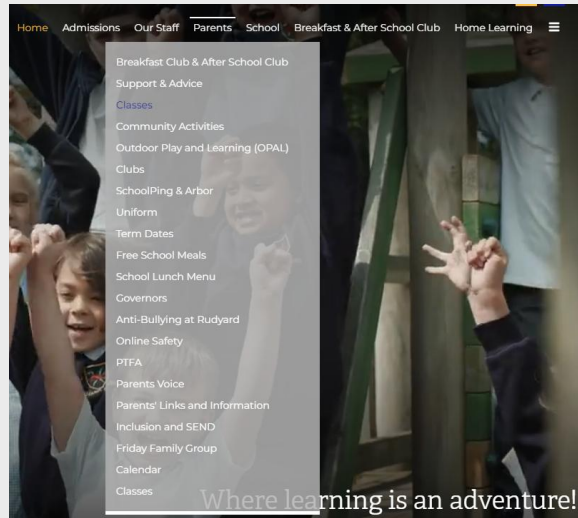 Home Admissions Our Staff Parents School Breakfast & After School Club Home Learning
Breakfast Club & After School Club
Support & Advice
Classes
Community Activities
Outdoor Play and Learning (OPAL)
Clubs
SchoolPing & Arbor
Uniform
Term Dates
Free School Meals
School Lunch Menu
Governors
Anti-Bullying at Rudyard
Online Safety
PTFA
Parents Voice
Parents' Links and Information
Inclusion and SEND
Friday Family Group
Calendar
Classes
Where learning is an adventure!